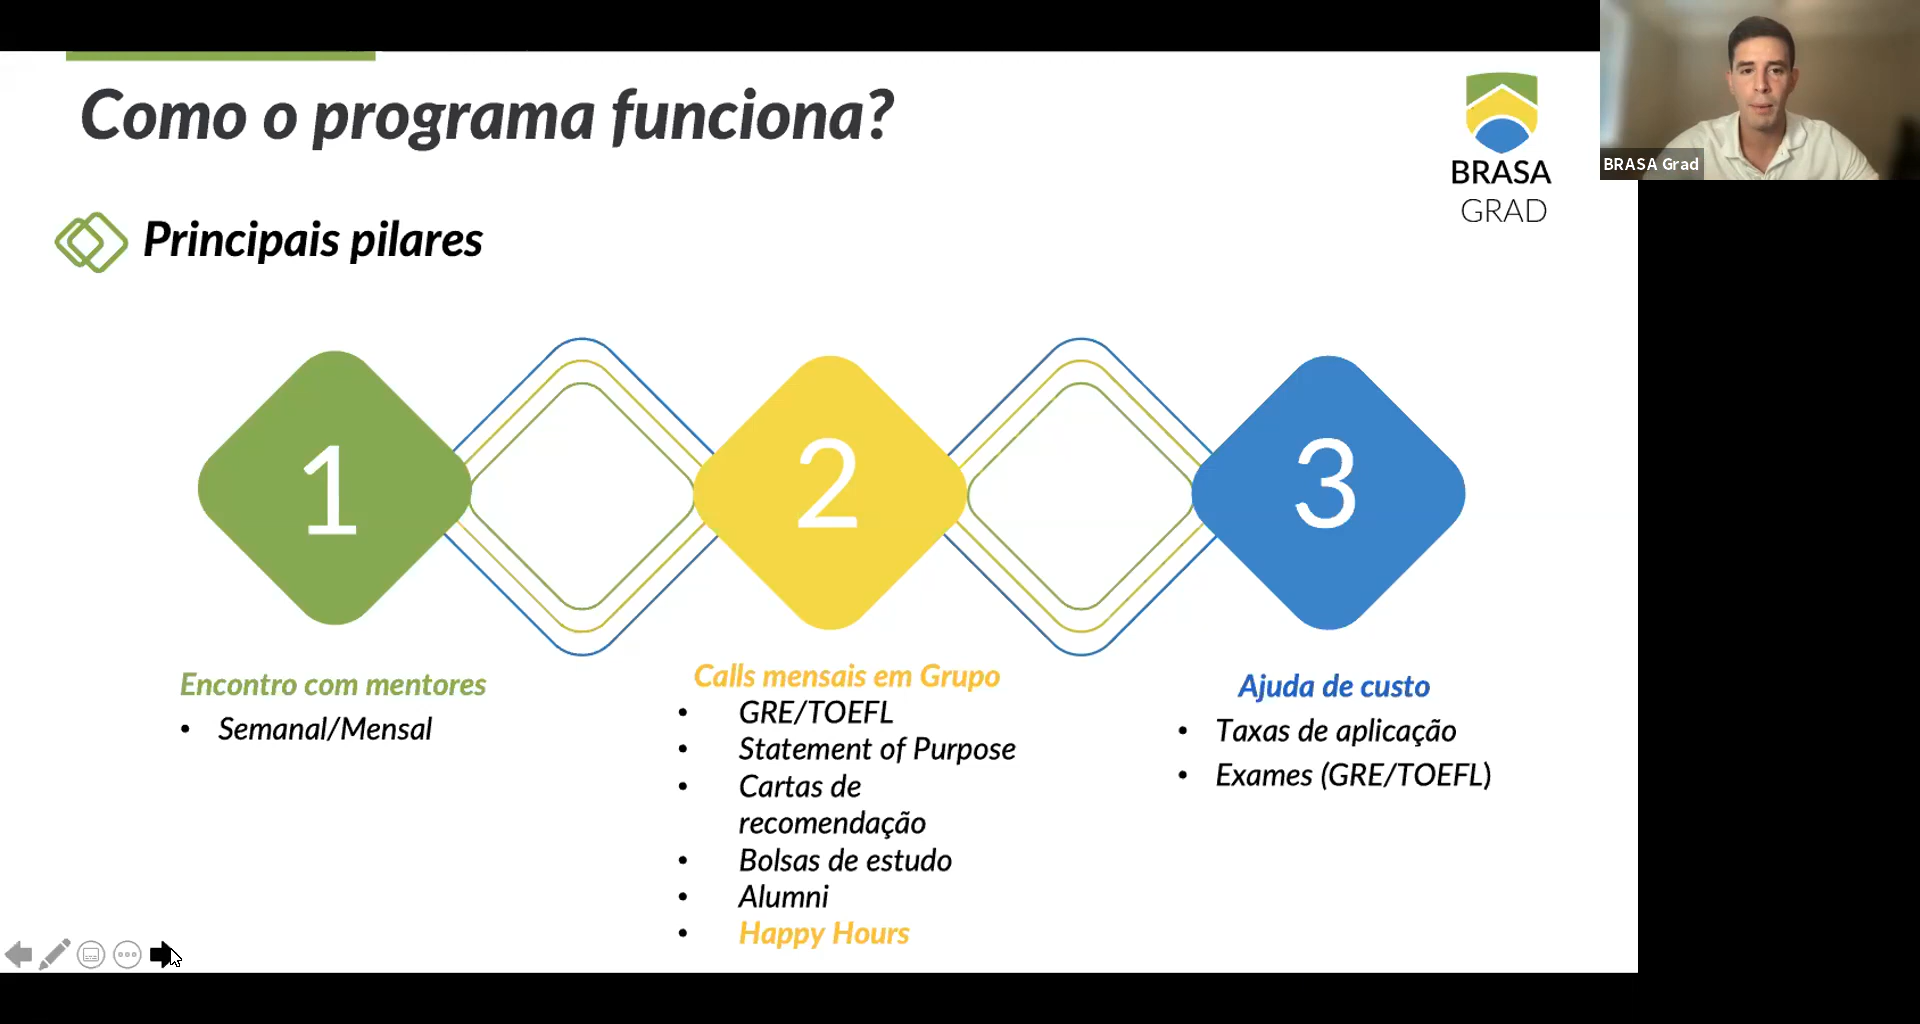 Como o programa funciona?
BRASA
GRAD
BRASA Grad
Principais pilares
1
2
3
Encontro com mentores
• Semanal/Mensal
Calls mensais em Grupo
• GRE/TOEFL
• Statement of Purpose
• Cartas de
recomendação
• Bolsas de estudo
• Alumni
• Happy Hours
Ajuda de custo
• Taxas de aplicação
• Exames (GRE/TOEFL)